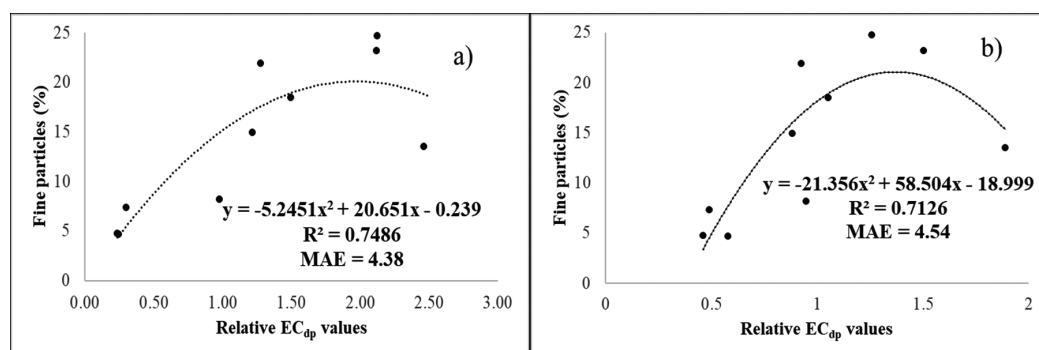 a)
Fine particles (%)
25
20
15
10
5
0
y = -5.2451x² + 20.651x - 0.239
R² = 0.7486
MAE = 4.38
0.00 0.50 1.00 1.50 2.00 2.50 3.00
Relative ECdp values
b)
Fine particles (%)
25
20
15
10
5
0
y = -21.356x² + 58.504x - 18.999
R² = 0.7126
MAE = 4.54
0 0.5 1 1.5 2
Relative ECdp values